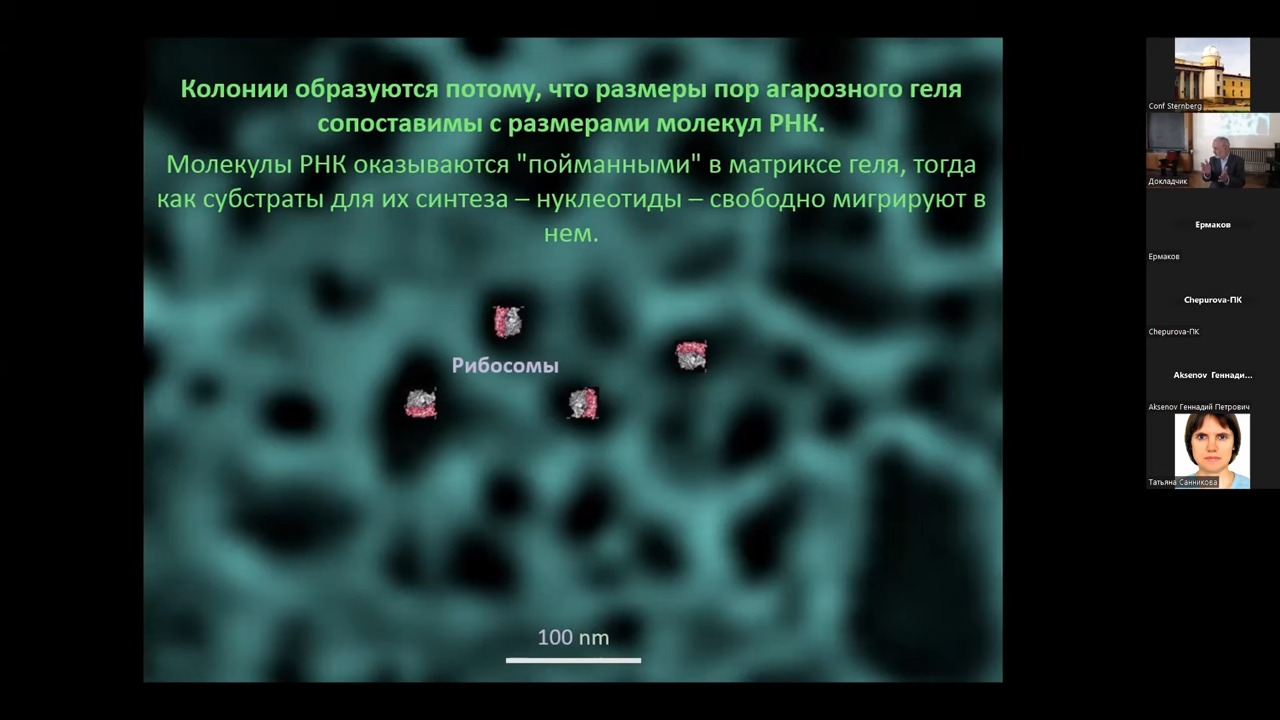 Колонии образуются потому, что размеры пор агарозного геля
сопоставимы с размерами молекул РНК.
Молекулы РНК оказываются "пойманными" в матриксе геля, тогда
как субстраты для их синтеза – нуклеотиды – свободно мигрируют в
нем.
Рибосомы
100 nm
Conf Sternberg
Докладчик
Ермаков
Ермаков
Chepurova-ПК
Chepurova-ПК
Aksenov Геннади...
Aksenov Геннадий Петрович
Татьяна Санникова